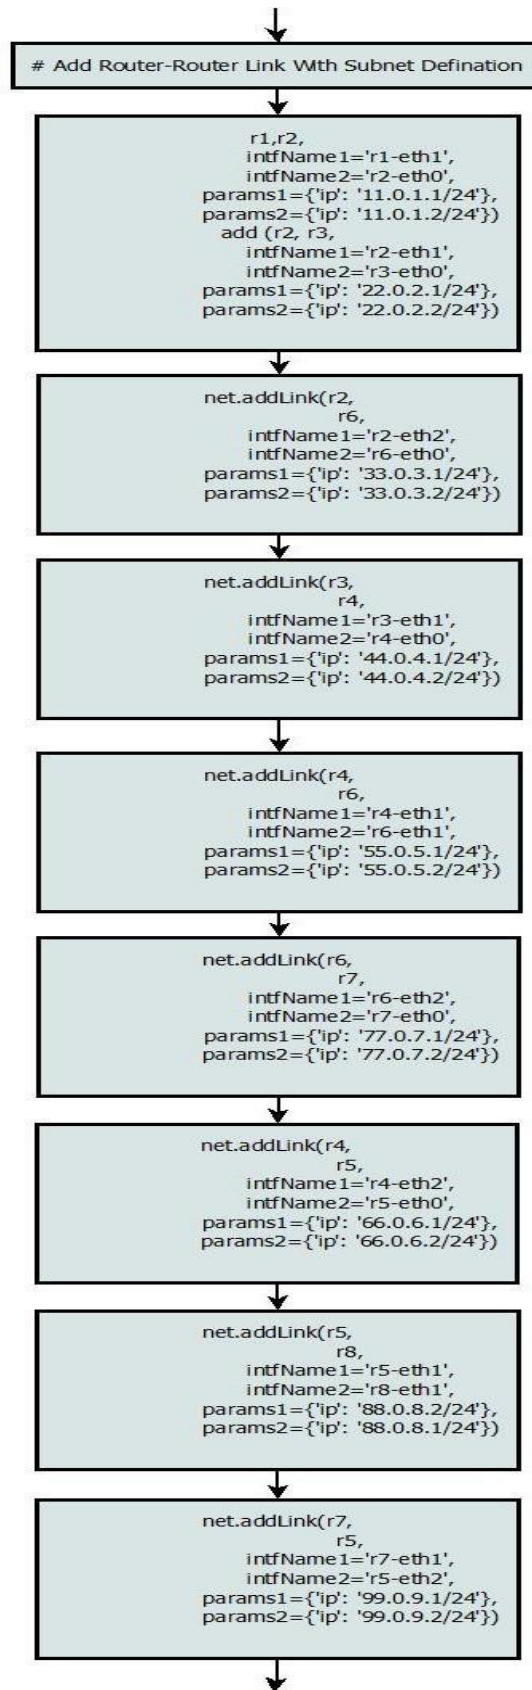 # Add Router-Router Link With Subnet Defination
r1,r2,
intfName1='r1-eth1',
intfName2='r2-eth0',
params1={'ip': '11.0.1.1/24'},
params2={'ip': '11.0.1.2/24'})
add (r2, r3,
intfName1='r2-eth1',
intfName2='r3-eth0',
params1={'ip': '22.0.2.1/24'},
params2={'ip': '22.0.2.2/24'})
net.addLink(r2,
r6,
intfName1='r2-eth2',
intfName2='r6-eth0',
params1={'ip': '33.0.3.1/24'},
params2={'ip': '33.0.3.2/24'})
net.addLink(r3,
r4,
intfName1='r3-eth1',
intfName2='r4-eth0',
params1={'ip': '44.0.4.1/24'},
params2={'ip': '44.0.4.2/24'})
net.addLink(r4,
r6,
intfName1='r4-eth1',
intfName2='r6-eth1',
params1={'ip': '55.0.5.1/24'},
params2={'ip': '55.0.5.2/24'})
net.addLink(r6,
r7,
intfName1='r6-eth2',
intfName2='r7-eth0',
params1={'ip': '77.0.7.1/24'},
params2={'ip': '77.0.7.2/24'})
net.addLink(r4,
r5,
intfName1='r4-eth2',
intfName2='r5-eth0',
params1={'ip': '66.0.6.1/24'},
params2={'ip': '66.0.6.2/24'})
net.addLink(r5,
r8,
intfName1='r5-eth1',
intfName2='r8-eth1',
params1={'ip': '88.0.8.2/24'},
params2={'ip': '88.0.8.1/24'})
net.addLink(r7,
r5,
intfName1='r7-eth1',
intfName2='r5-eth2',
params1={'ip': '99.0.9.1/24'},
params2={'ip': '99.0.9.2/24'})